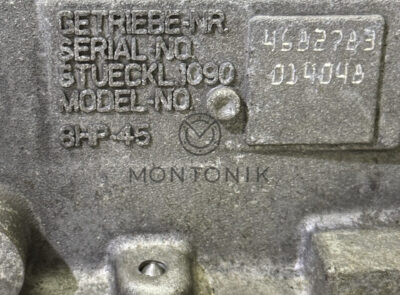 GETRIEBE-NR.
SERIAL-NO.
STUECKL 1090
MODEL-NO.
8HP-45
4682783
014048
MONTONIK